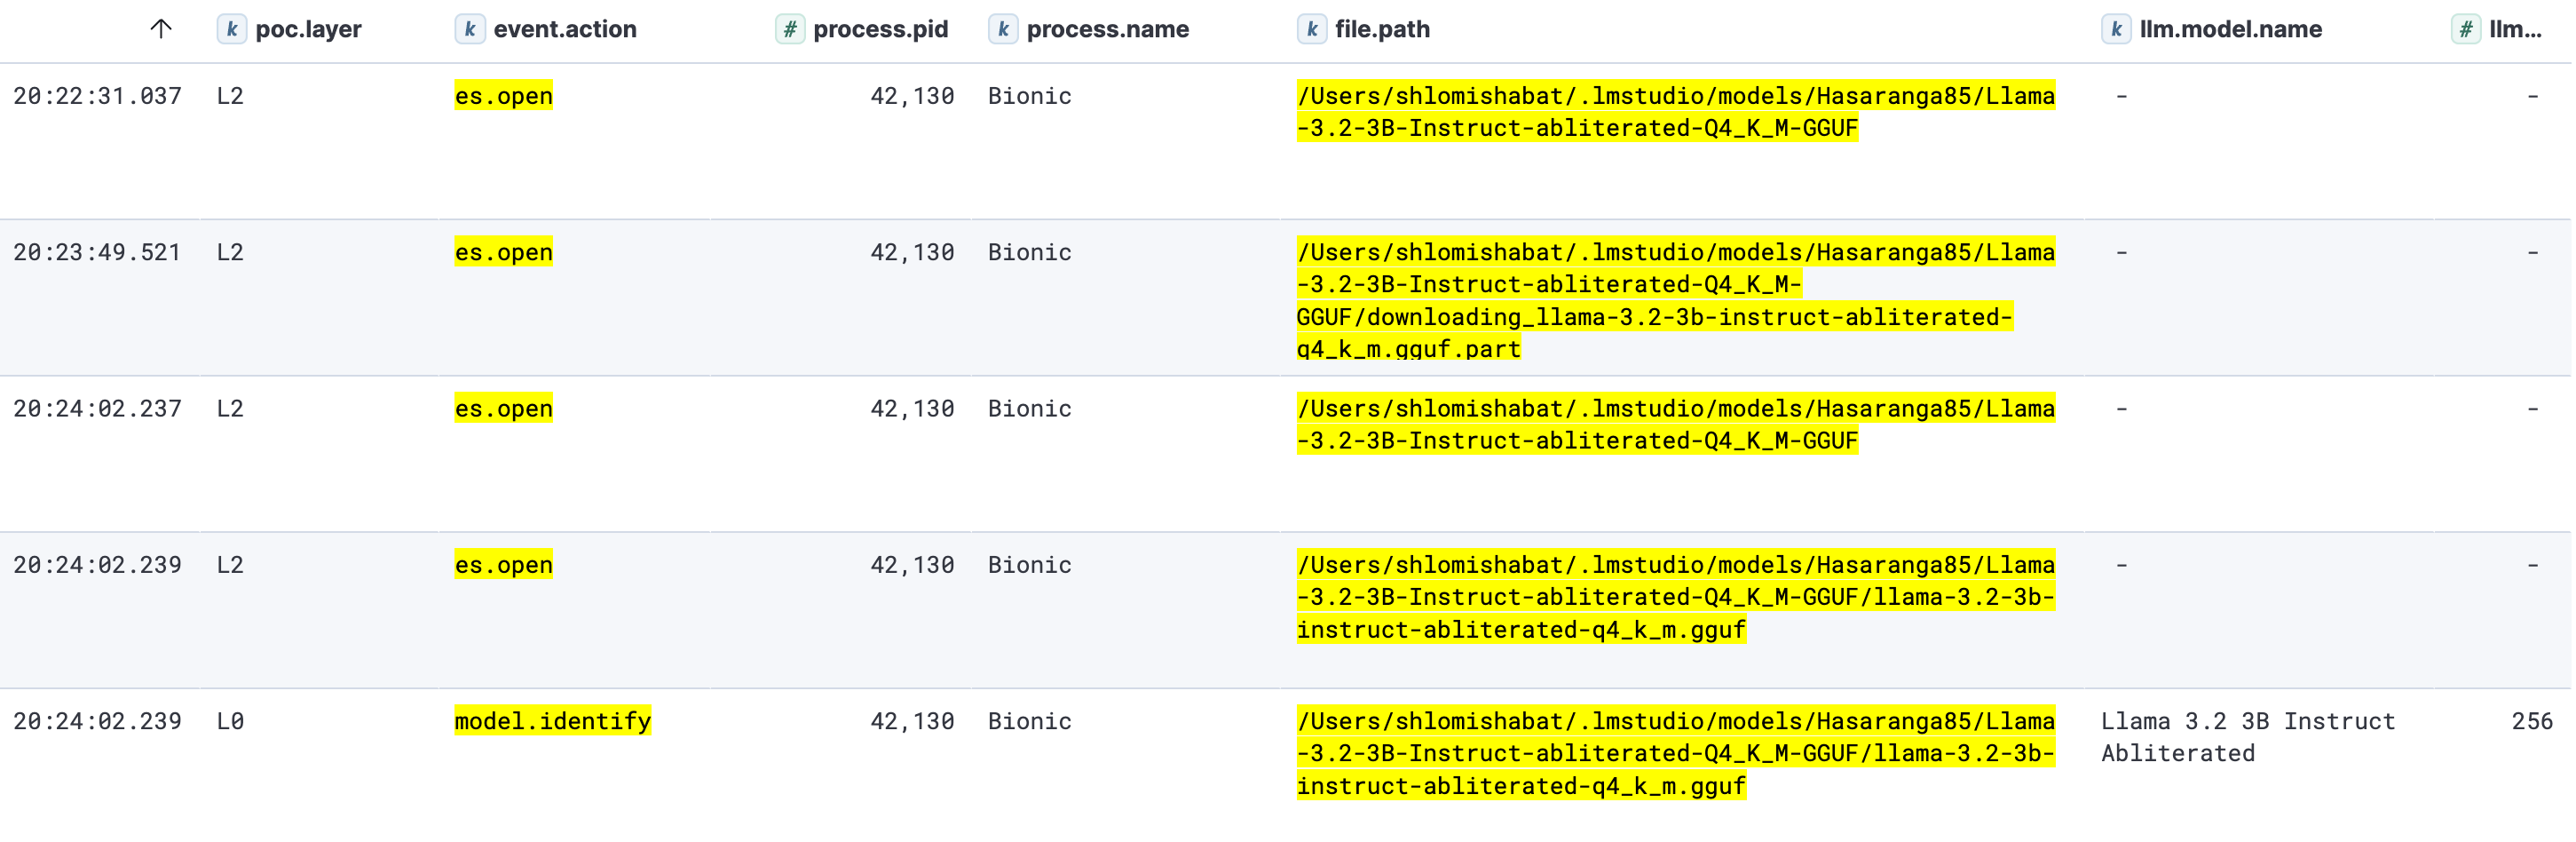 ↑ k poc.layer k event.action # process.pid k process.name k file.path k llm.model.name # llm...
20:22:31.037 L2 es.open 42,130 Bionic /Users/shlomishabat/.lmstudio/models/Hasaranga85/Llama - -
-3.2-3B-Instruct-abliterated-Q4_K_M-GGUF
20:23:49.521 L2 es.open 42,130 Bionic /Users/shlomishabat/.lmstudio/models/Hasaranga85/Llama - -
-3.2-3B-Instruct-abliterated-Q4_K_M-
GGUF/downloading_llama-3.2-3b-instruct-abliterated-
q4_k_m.gguf.part
20:24:02.237 L2 es.open 42,130 Bionic /Users/shlomishabat/.lmstudio/models/Hasaranga85/Llama - -
-3.2-3B-Instruct-abliterated-Q4_K_M-GGUF
20:24:02.239 L2 es.open 42,130 Bionic /Users/shlomishabat/.lmstudio/models/Hasaranga85/Llama - -
-3.2-3B-Instruct-abliterated-Q4_K_M-GGUF/llama-3.2-3b-
instruct-abliterated-q4_k_m.gguf
20:24:02.239 L0 model.identify 42,130 Bionic /Users/shlomishabat/.lmstudio/models/Hasaranga85/Llama Llama 3.2 3B Instruct 256
-3.2-3B-Instruct-abliterated-Q4_K_M-GGUF/llama-3.2-3b- Abliterated
instruct-abliterated-q4_k_m.gguf